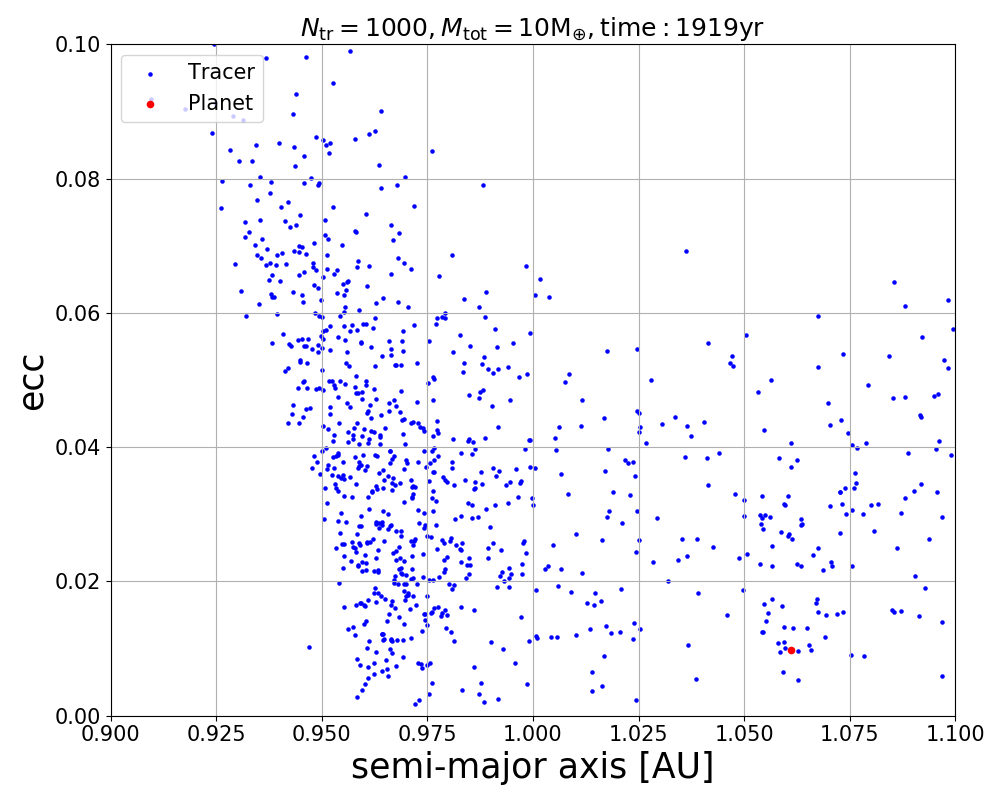 N_tr = 1000, M_tot = 10M_⊕, time : 1919yr
Tracer
Planet
ecc
0.10
0.08
0.06
0.04
0.02
0.00
0.900 0.925 0.950 0.975 1.000 1.025 1.050 1.075 1.100
semi-major axis [AU]